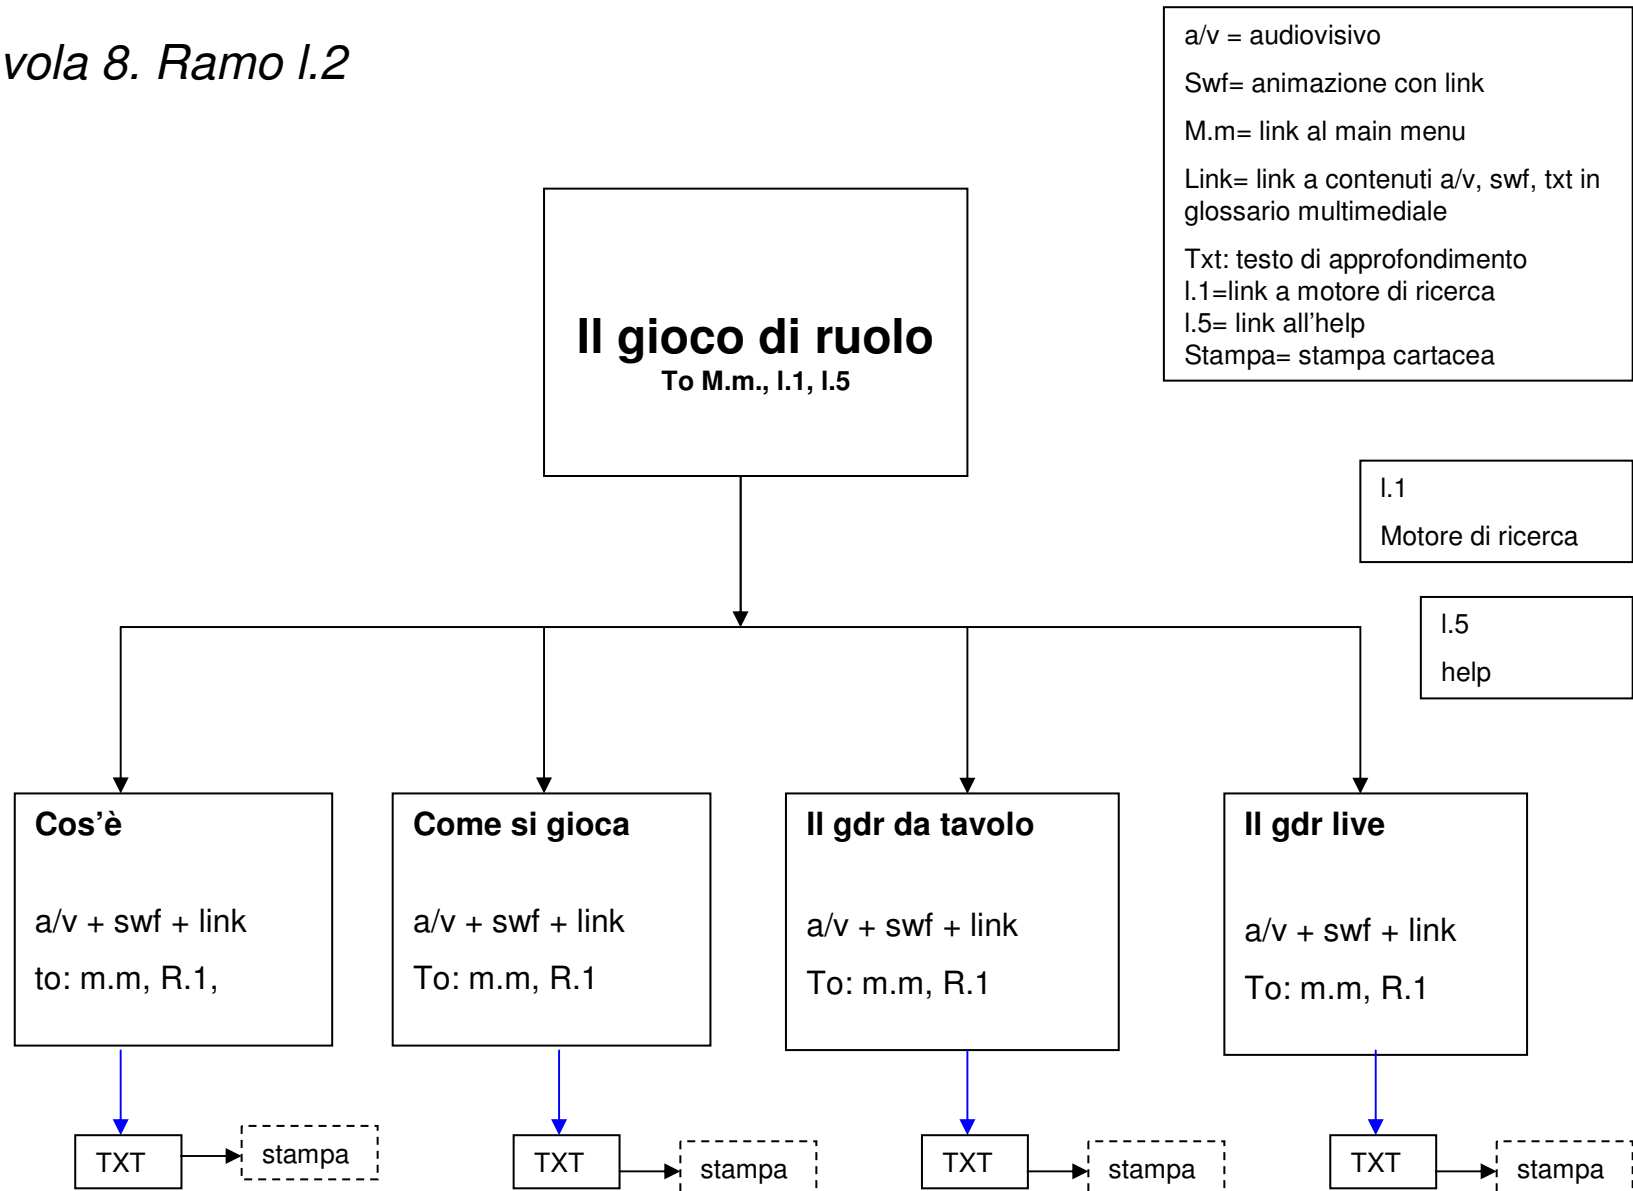 vola 8. Ramo I.2
a/v = audiovisivo
Swf= animazione con link
M.m= link al main menu
Link= link a contenuti a/v, swf, txt in
glossario multimediale
Txt: testo di approfondimento
I.1=link a motore di ricerca
I.5= link all'help
Stampa= stampa cartacea
Il gioco di ruolo
To M.m., I.1, I.5
I.1
Motore di ricerca
I.5
help
Cos'è
a/v + swf + link
to: m.m, R.1,
Come si gioca
a/v + swf + link
To: m.m, R.1
Il gdr da tavolo
a/v + swf + link
To: m.m, R.1
Il gdr live
a/v + swf + link
To: m.m, R.1
TXT
stampa
TXT
stampa
TXT
stampa
TXT
stampa